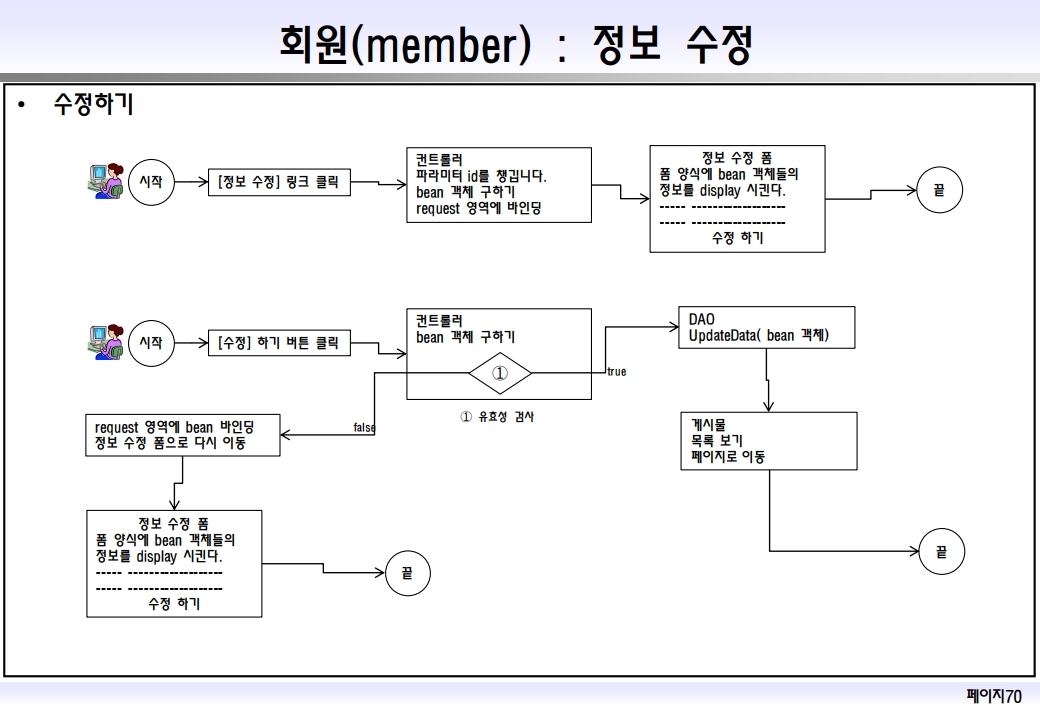 회원(member) : 정보 수정
• 수정하기
시작
[정보 수정] 링크 클릭
컨트롤러
파라미터 id를 챙깁니다.
bean 객체 구하기
request 영역에 바인딩
정보 수정 폼
폼 양식에 bean 객체들의
정보를 display 시킨다.
----- -------------------
----- -------------------
수정 하기
끝
시작
[수정] 하기 버튼 클릭
컨트롤러
bean 객체 구하기
①
true
false
① 유효성 검사
DAO
UpdateData( bean 객체)
게시물
목록 보기
페이지로 이동
끝
request 영역에 bean 바인딩
정보 수정 폼으로 다시 이동
정보 수정 폼
폼 양식에 bean 객체들의
정보를 display 시킨다.
----- -------------------
----- -------------------
수정 하기
끝
페이지70